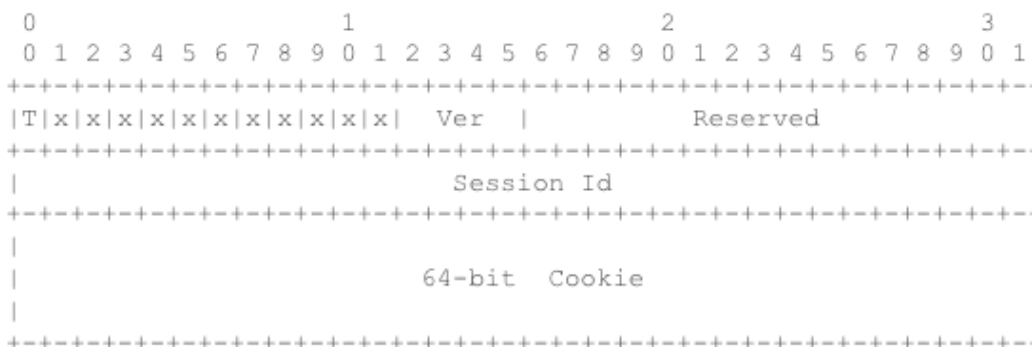 0 1 2 3
0 1 2 3 4 5 6 7 8 9 0 1 2 3 4 5 6 7 8 9 0 1 2 3 4 5 6 7 8 9 0 1
+-+-+-+-+-+-+-+-+-+-+-+-+-+-+-+-+-+-+-+-+-+-+-+-+-+-+-+-+-+-+-+-
|T|x|x|x|x|x|x|x|x|x|x|x| Ver | Reserved
+-+-+-+-+-+-+-+-+-+-+-+-+-+-+-+-+-+-+-+-+-+-+-+-+-+-+-+-+-+-+-+-
| Session Id
+-+-+-+-+-+-+-+-+-+-+-+-+-+-+-+-+-+-+-+-+-+-+-+-+-+-+-+-+-+-+-+-
|
| 64-bit Cookie
|
+-+-+-+-+-+-+-+-+-+-+-+-+-+-+-+-+-+-+-+-+-+-+-+-+-+-+-+-+-+-+-+-